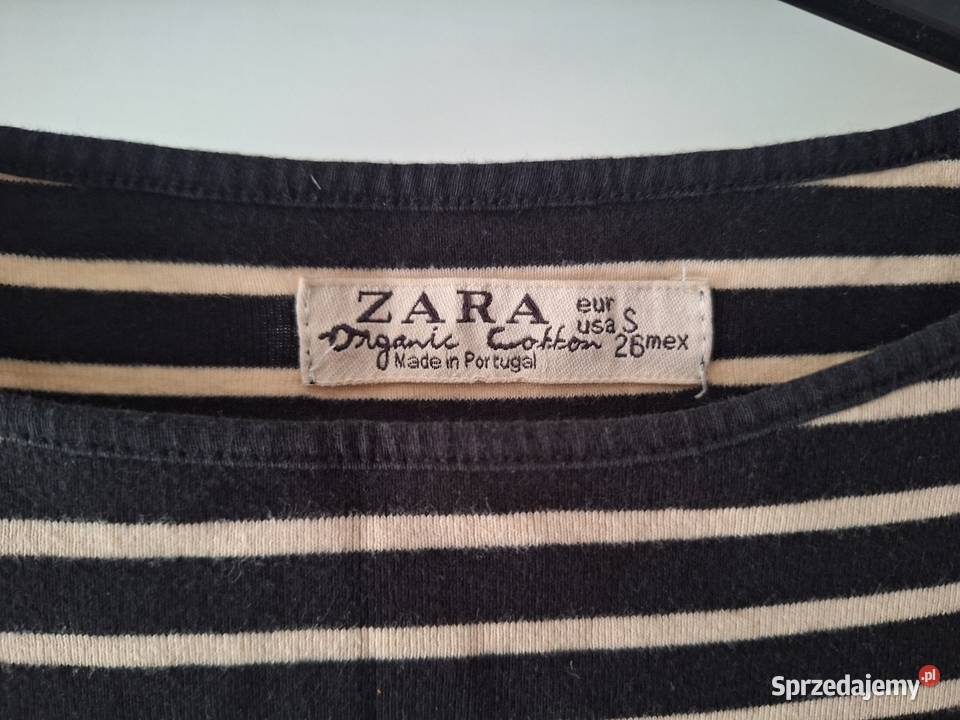 ZARA
eur
usa S
Organic Cotton 26 mex
Made in Portugal
Sprzedajemy.pl